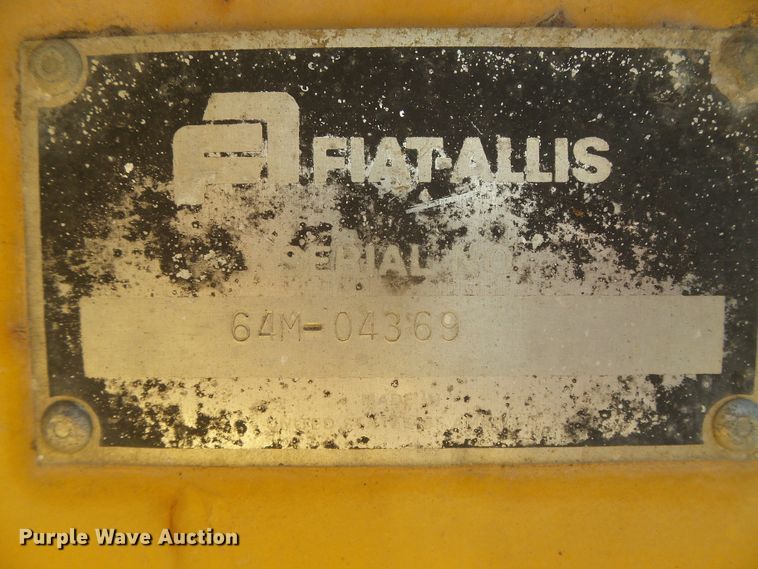 FIAT-ALLIS
SERIAL NO
64M-04369
Purple Wave Auction